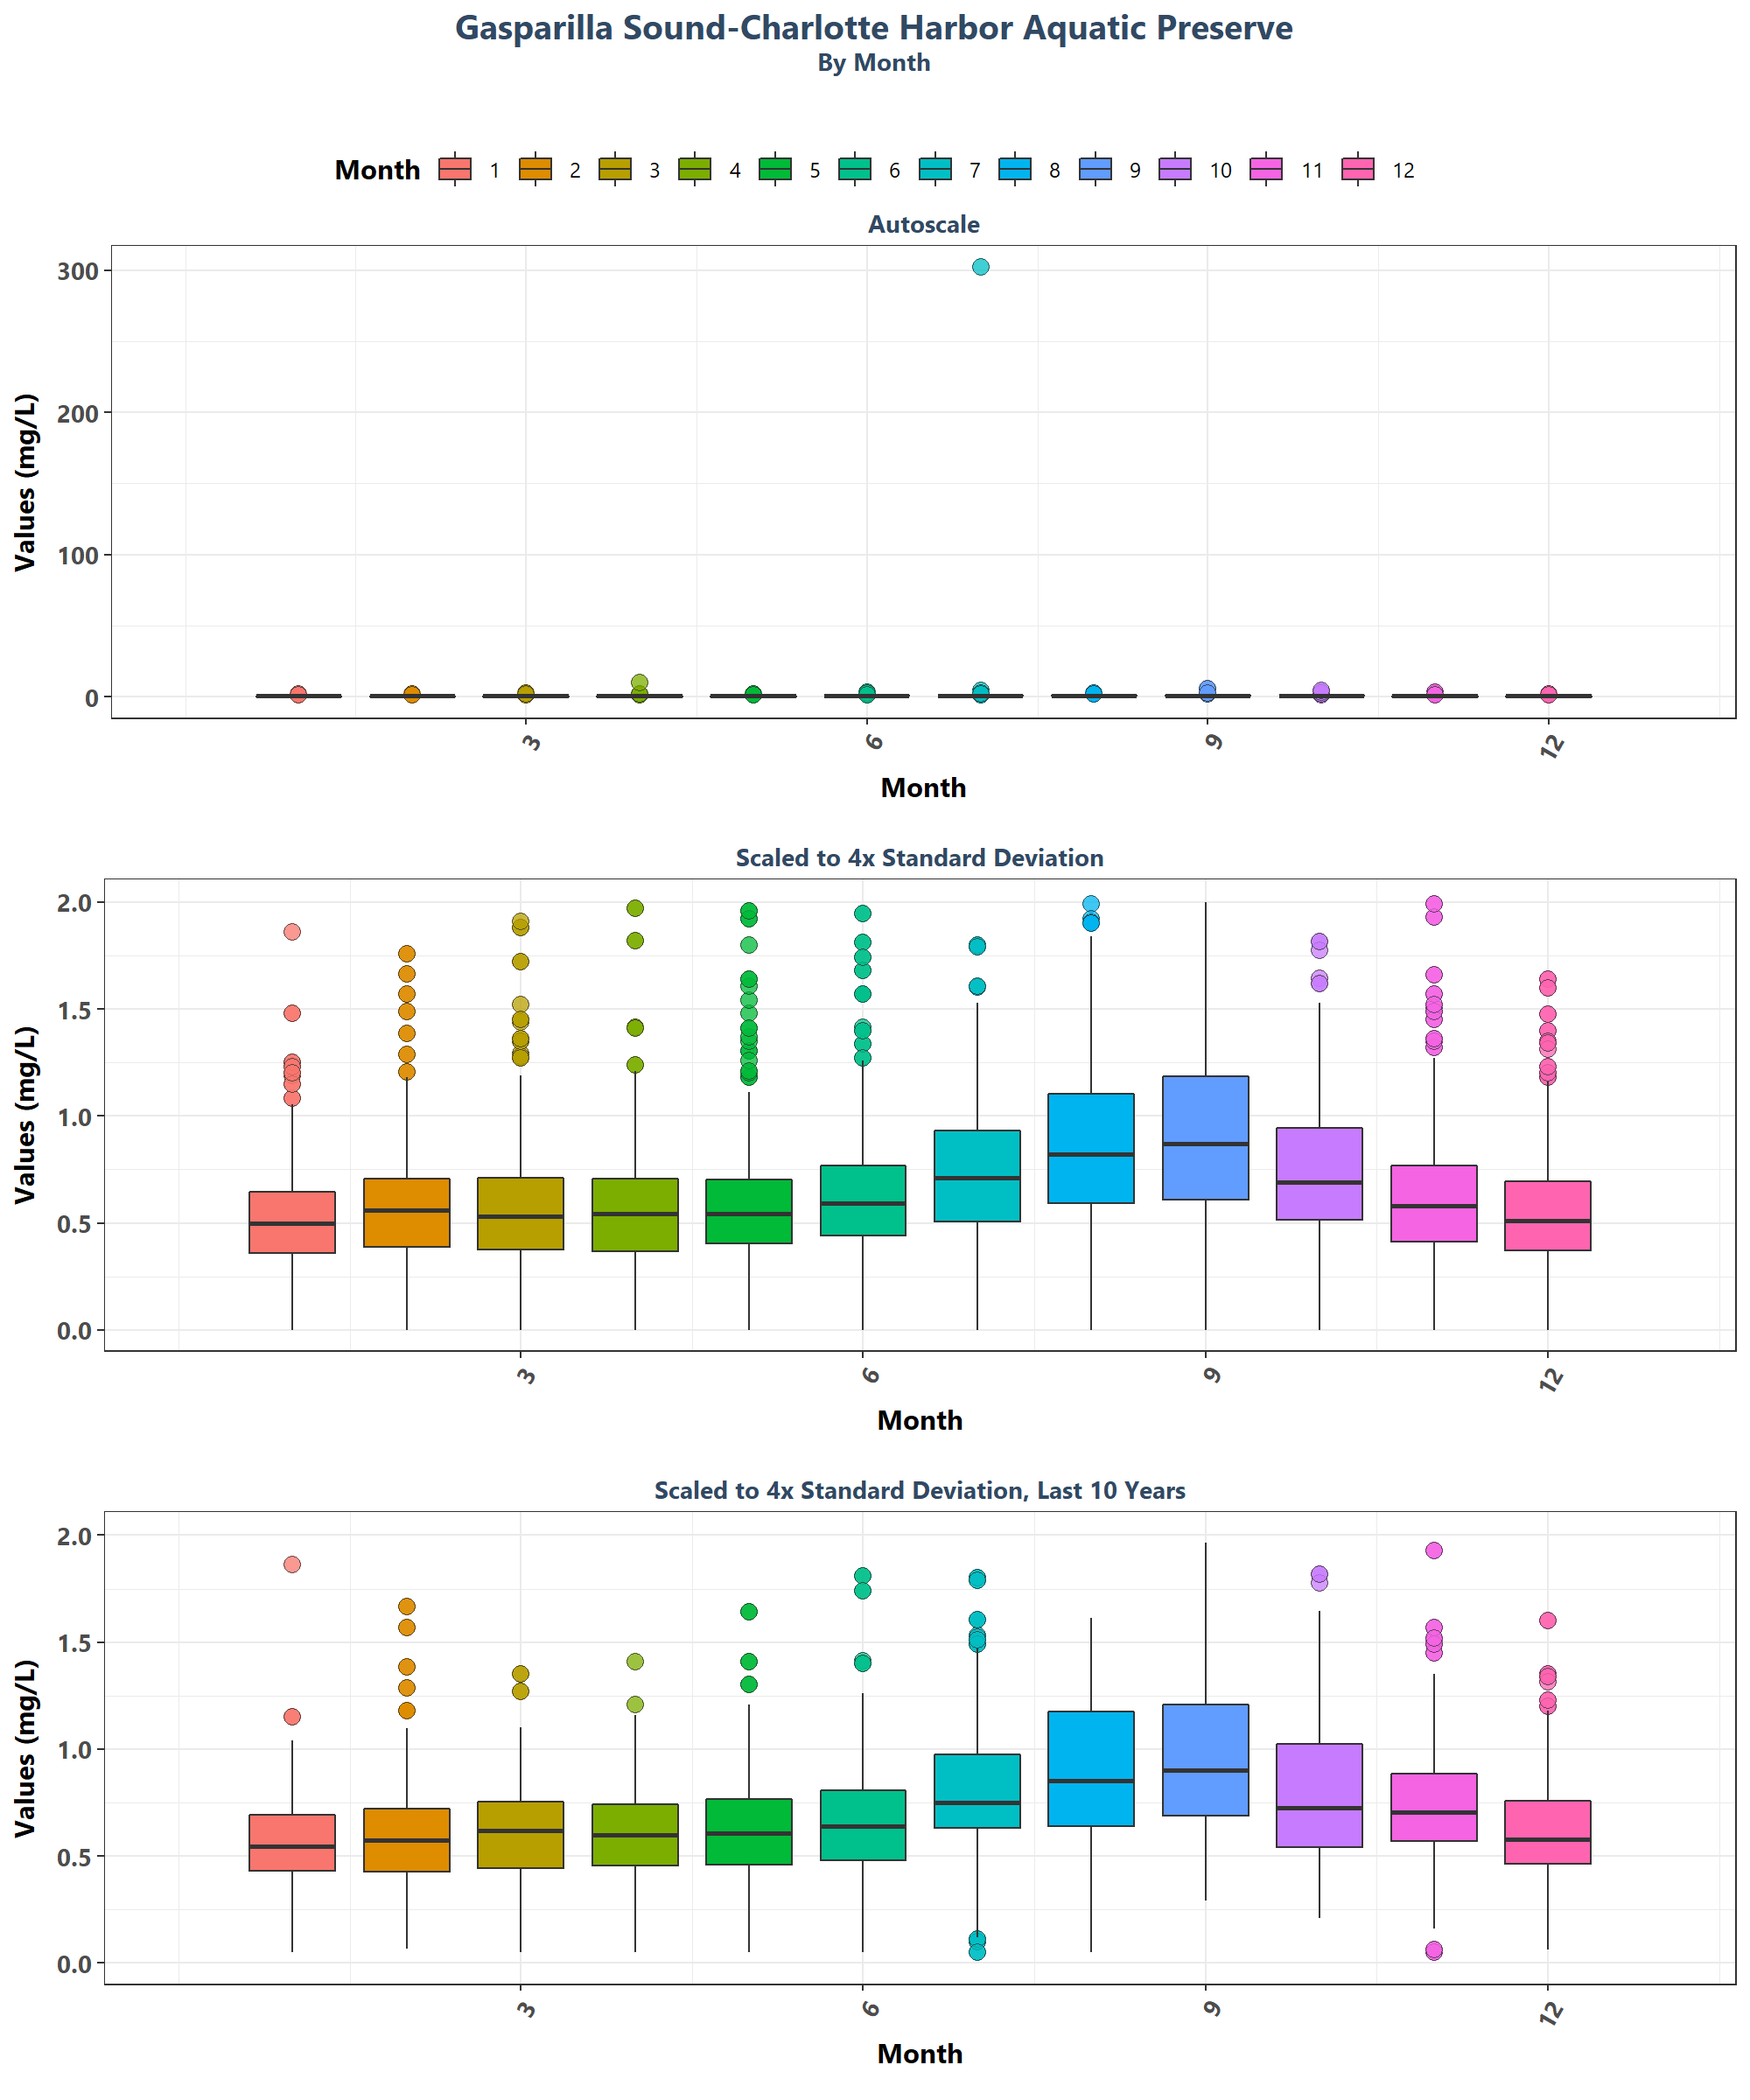 Gasparilla Sound-Charlotte Harbor Aquatic Preserve
By Month
Month 1 2 3 4 5 6 7 8 9 10 11 12
Autoscale
Values (mg/L)
300
200
100
0
3 6 9 12
Month
Scaled to 4x Standard Deviation
Values (mg/L)
2.0
1.5
1.0
0.5
0.0
3 6 9 12
Month
Scaled to 4x Standard Deviation, Last 10 Years
Values (mg/L)
2.0
1.5
1.0
0.5
0.0
3 6 9 12
Month